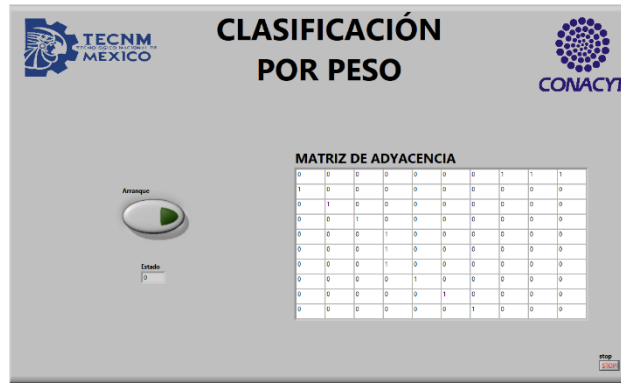 TECNM
TECNOLÓGICO NACIONAL DE
MÉXICO
CLASIFICACIÓN
POR PESO
CONACYT
MATRIZ DE ADYACENCIA
0 0 0 0 0 0 0 1 1 1
1 0 0 0 0 0 0 0 0 0
0 1 0 0 0 0 0 0 0 0
0 0 1 0 0 0 0 0 0 0
0 0 0 1 0 0 0 0 0 0
0 0 0 1 0 0 0 0 0 0
0 0 0 1 0 0 0 0 0 0
0 0 0 0 1 0 0 0 0 0
0 0 0 0 0 1 0 0 0 0
0 0 0 0 0 0 1 0 0 0
Arranque
Estado
0
stop
STOP